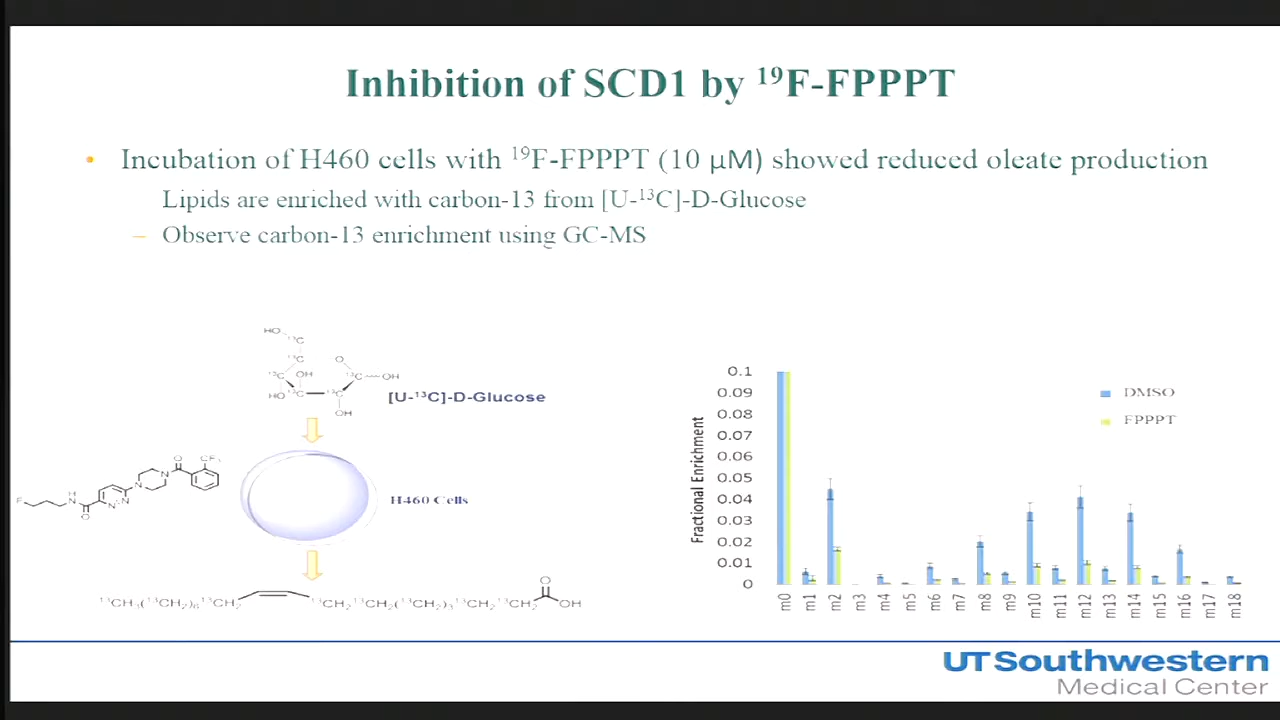 Inhibition of SCD1 by ¹⁹F-FPPPT
• Incubation of H460 cells with ¹⁹F-FPPPT (10 µM) showed reduced oleate production
Lipids are enriched with carbon-13 from [U-¹³C]-D-Glucose
– Observe carbon-13 enrichment using GC-MS
[U-¹³C]-D-Glucose
H460 Cells
Fractional Enrichment
0.1
0.09
0.08
0.07
0.06
0.05
0.04
0.03
0.02
0.01
0
DMSO
FPPPT
m0 m1 m2 m3 m4 m5 m6 m7 m8 m9 m10 m11 m12 m13 m14 m15 m16 m17 m18
UT Southwestern
Medical Center